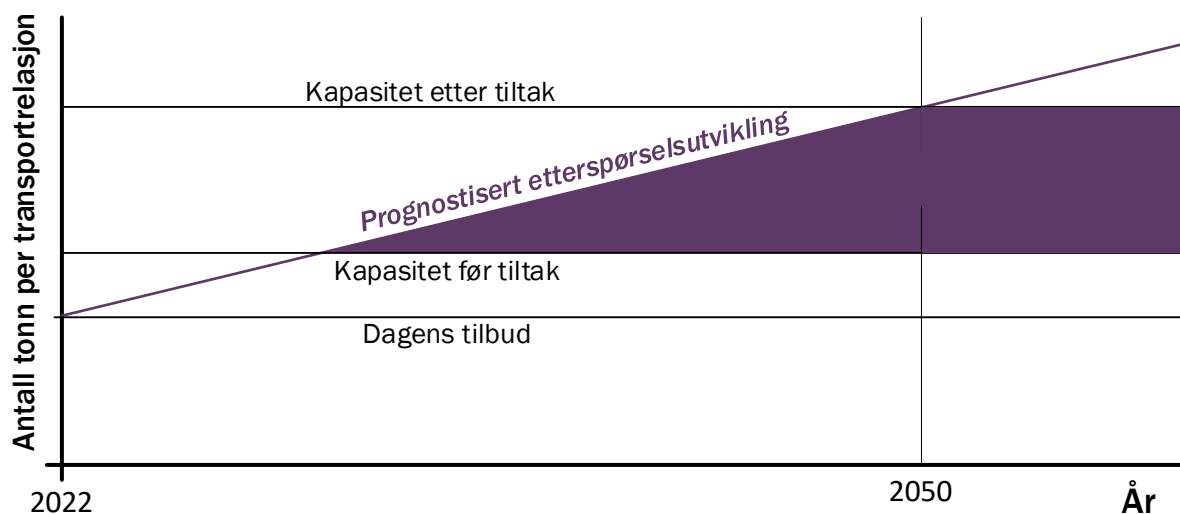 Antall tonn per transportrelasjon
Kapasitet etter tiltak
Prognostisert etterspørselsutvikling
Kapasitet før tiltak
Dagens tilbud
2022
2050
År